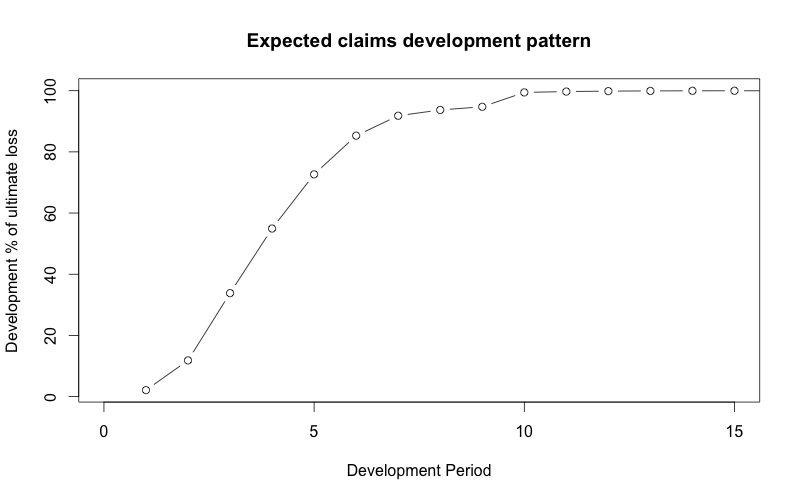 Expected claims development pattern
Development % of ultimate loss
100
80
60
40
20
0
0 5 10 15
Development Period